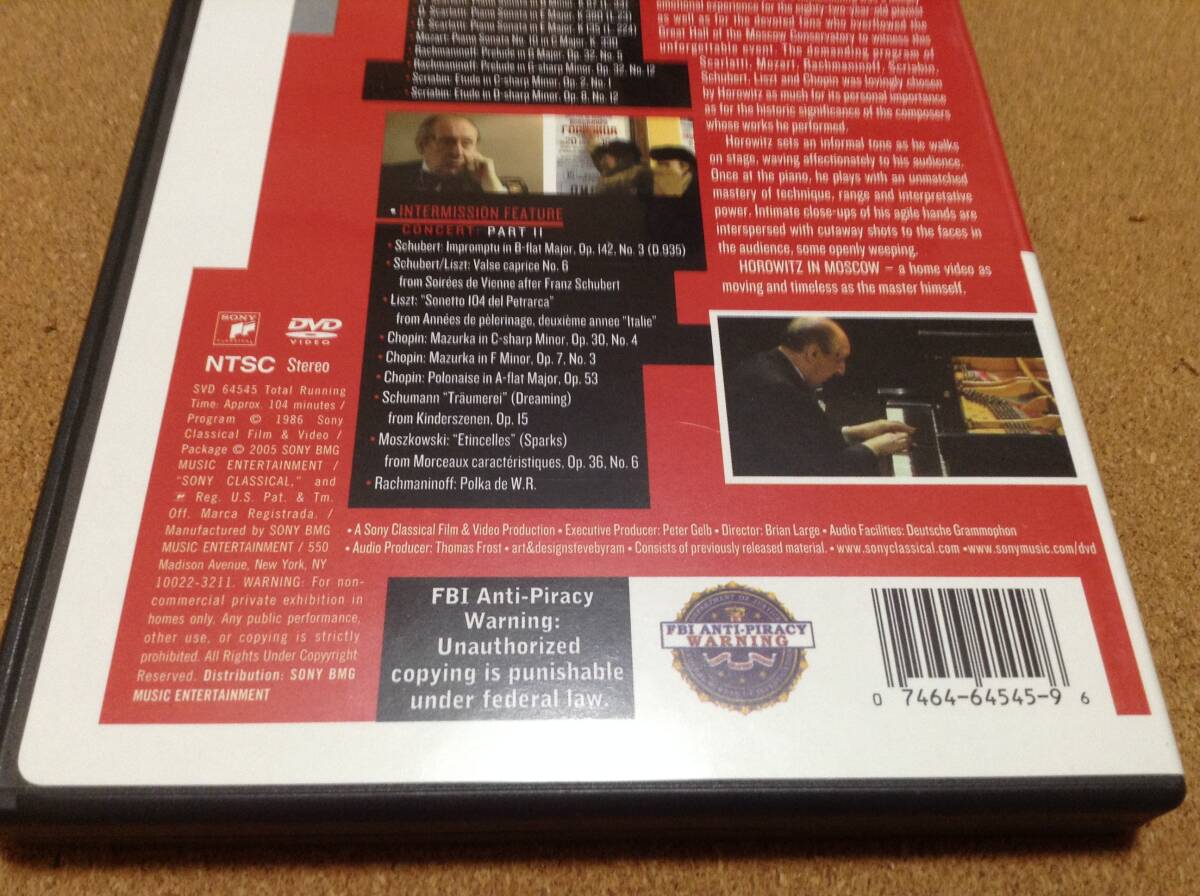 D. Scarlatti: Piano Sonata in E
Mozart: Piano Sonata No.
Rachmaninoff: Prelude in G Major, Op. 32, No. 5
• Rachmaninoff: Prelude in G-sharp Minor, Op. 32, No. 12
• Scriabin: Etude in C-sharp Minor, Op. 2, No. 1
• Scriabin: Etude in D-sharp Minor, Op. 8, No. 12
• INTERMISSION FEATURE
CONCERT: PART II
• Schubert: Impromptu in B-flat Major, Op. 142, No. 3 (D.935)
• Schubert/Liszt: Valse caprice No. 6
from Soirées de Vienne after Franz Schubert
• Liszt: "Sonetto 104 del Petrarca"
from Années de pèlerinage, deuxième annee "Italie"
• Chopin: Mazurka in C-sharp Minor, Op. 30, No. 4
• Chopin: Mazurka in F Minor, Op. 7, No. 3
• Chopin: Polonaise in A-flat Major, Op. 53
• Schumann "Träumerei" (Dreaming)
from Kinderszenen, Op. 15
• Moszkowski: "Etincelles" (Sparks)
from Morceaux caractéristiques, Op. 36, No. 6
• Rachmaninoff: Polka de W.R.
emotional experience for the
as well as for the devoted fans who overflowed the
Great Hall of the Moscow Conservatory to witness this
unforgettable event. The demanding program of
Scarlatti, Mozart, Rachmaninoff, Scriabin,
Schubert, Liszt and Chopin was lovingly chosen
by Horowitz as much for its personal importance
as for the historic significance of the composers
whose works he performed.
Horowitz sets an informal tone as he walks
on stage, waving affectionately to his audience.
Once at the piano, he plays with an unmatched
mastery of technique, range and interpretative
power. Intimate close-ups of his agile hands are
interspersed with cutaway shots to the faces in
the audience, some openly weeping.
HOROWITZ IN MOSCOW – a home video as
moving and timeless as the master himself.
SONY
CLASSICAL
DVD
VIDEO
NTSC Stereo
SVD 64545 Total Running
Time: Approx. 104 minutes /
Program © 1986 Sony
Classical Film & Video /
Package © 2005 SONY BMG
MUSIC ENTERTAINMENT /
"SONY CLASSICAL," and
Reg. U.S. Pat. & Tm.
Off. Marca Registrada. /
Manufactured by SONY BMG
MUSIC ENTERTAINMENT / 550
Madison Avenue, New York, NY
10022-3211. WARNING: For non-
commercial private exhibition in
homes only. Any public performance,
other use, or copying is strictly
prohibited. All Rights Under Copyyright
Reserved. Distribution: SONY BMG
MUSIC ENTERTAINMENT
• A Sony Classical Film & Video Production • Executive Producer: Peter Gelb • Director: Brian Large • Audio Facilities: Deutsche Grammophon
• Audio Producer: Thomas Frost • art&designstevebyram • Consists of previously released material. • www.sonyclassical.com • www.sonymusic.com/dvd
FBI Anti-Piracy
Warning:
Unauthorized
copying is punishable
under federal law.
FBI ANTI-PIRACY
WARNING
0 7464-64545-9 6